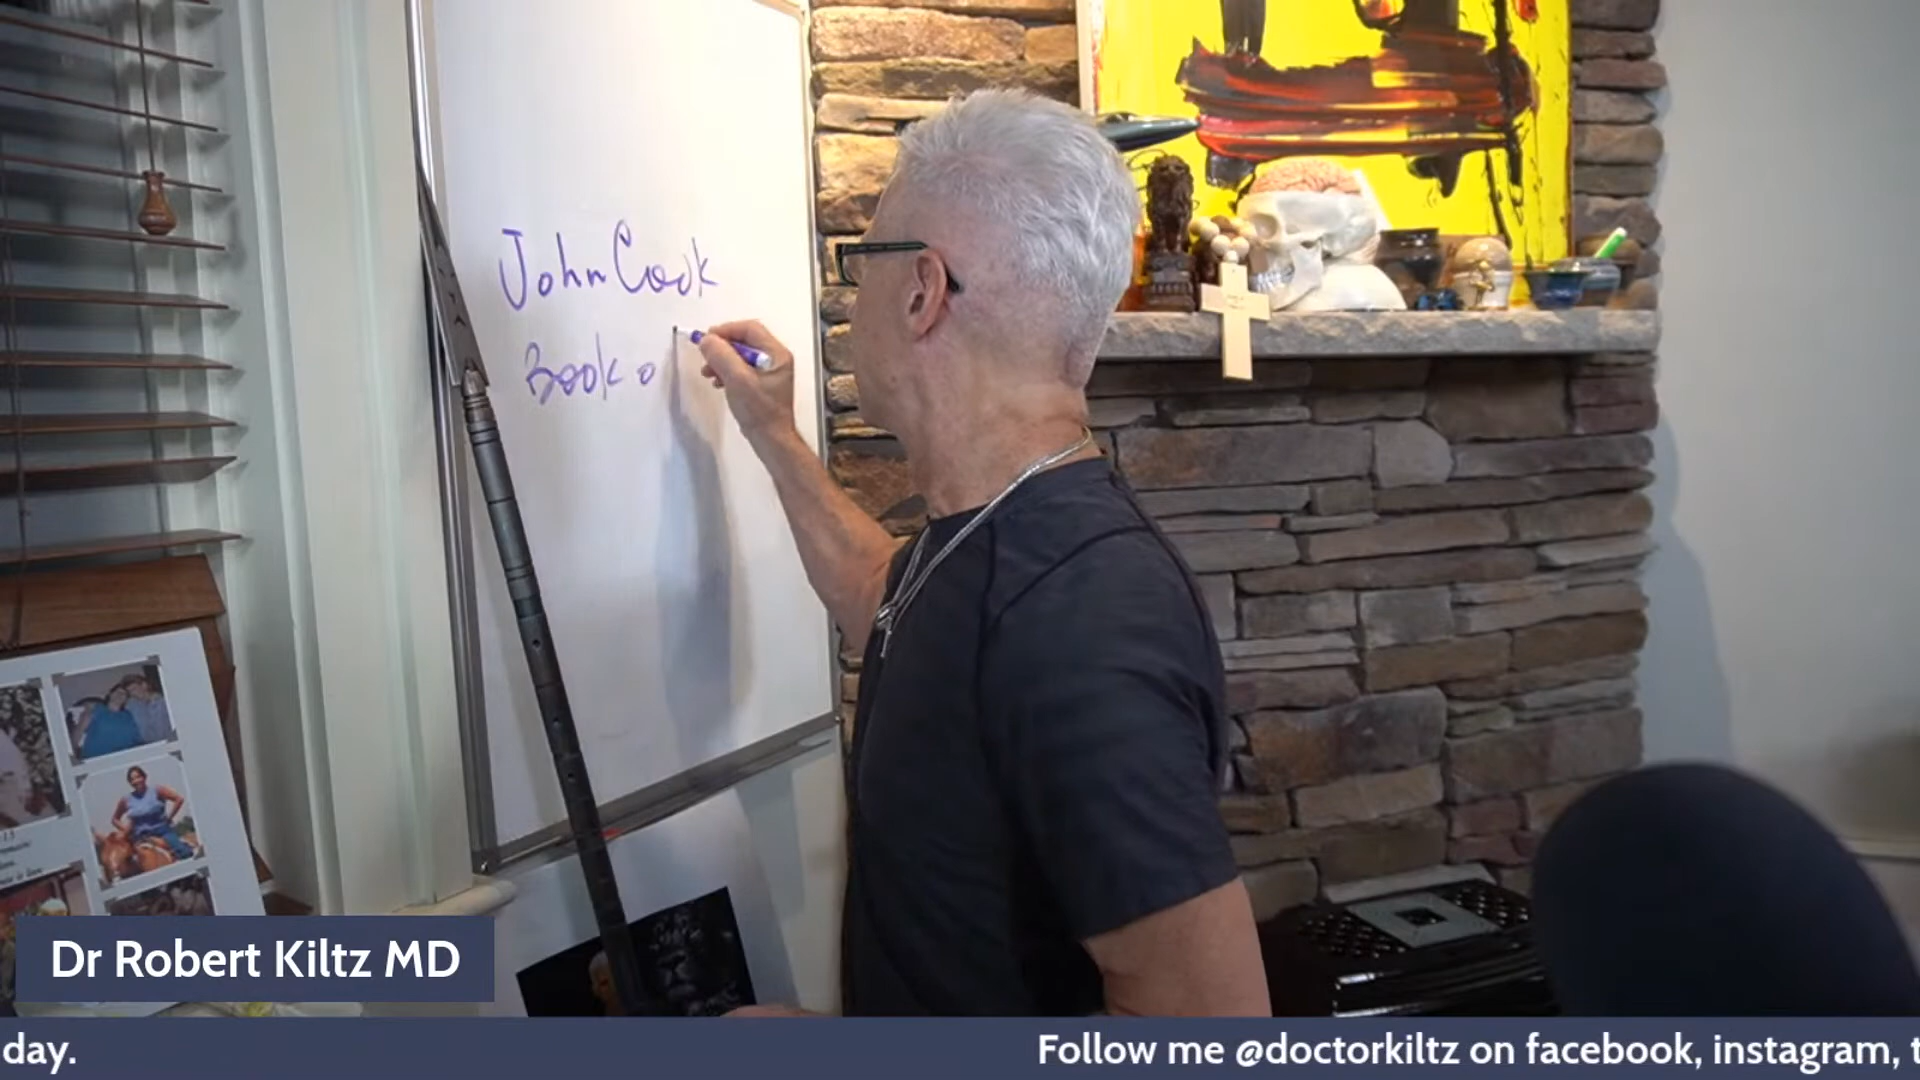 John Cook
Book o
Dr Robert Kiltz MD
day.
Follow me @doctorkiltz on facebook, instagram, t